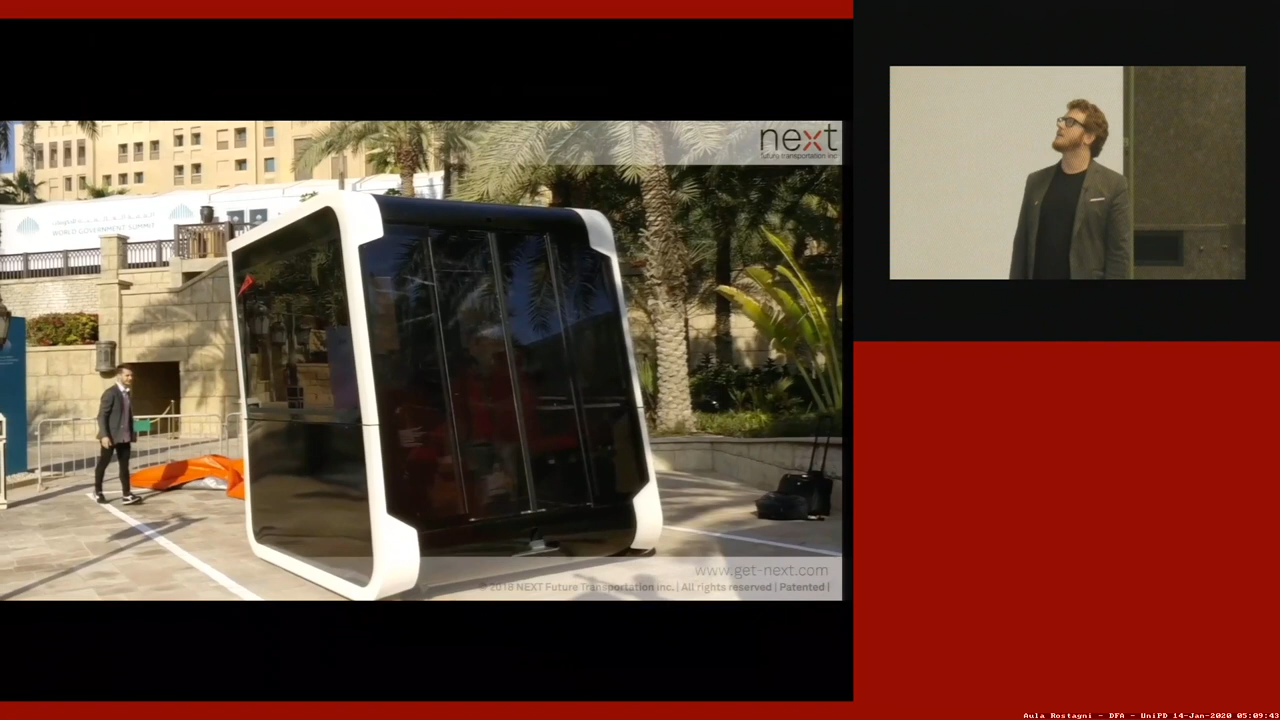 next
future transportation inc
WORLD GOVERNMENT SUMMIT
www.get-next.com
© 2018 NEXT Future Transportation inc. | All rights reserved | Patented |
Aula Rostagni - DFA - UniPD 14-Jan-2020 05:09:43